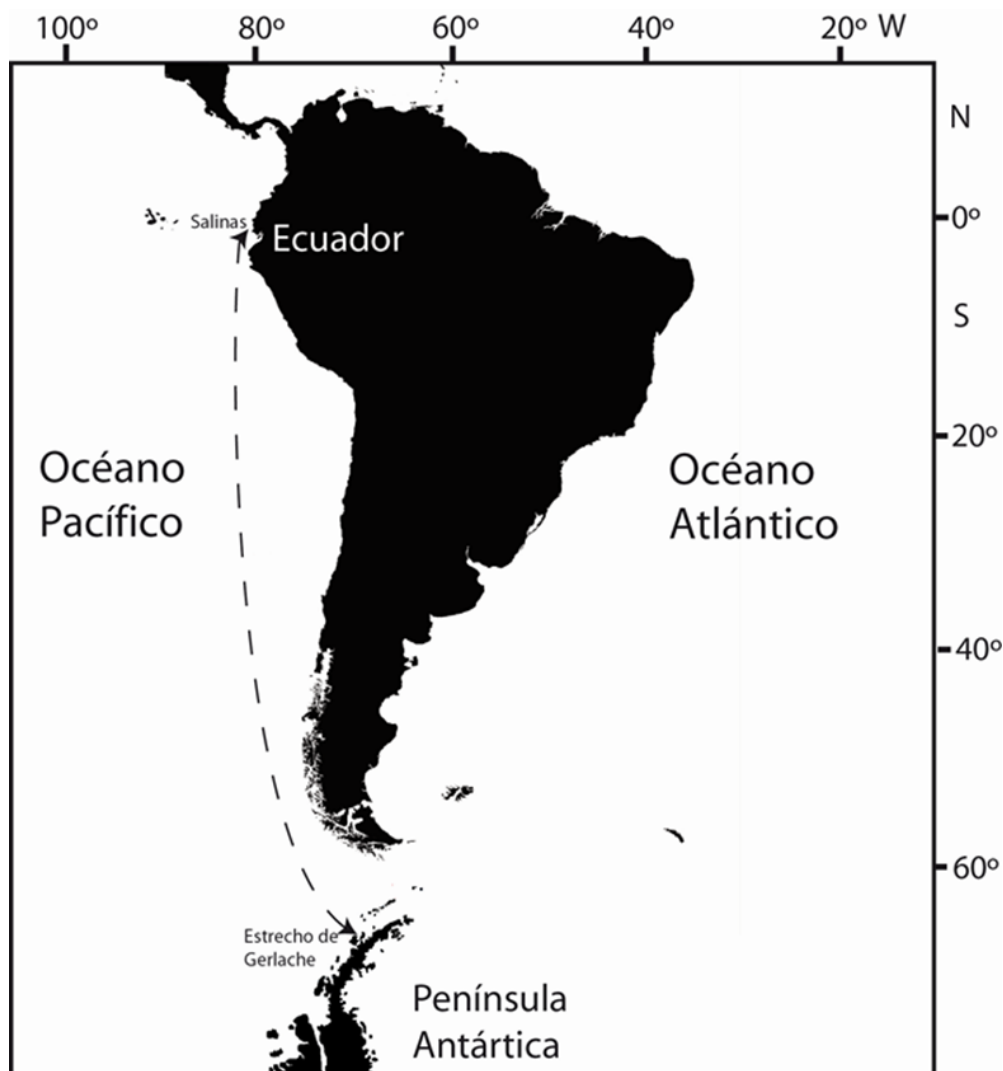 100º 80º 60º 40º 20º W
N
Salinas
0º
Ecuador
S
20º
Océano
Pacífico
Océano
Atlántico
40º
60º
Estrecho de
Gerlache
Península
Antártica